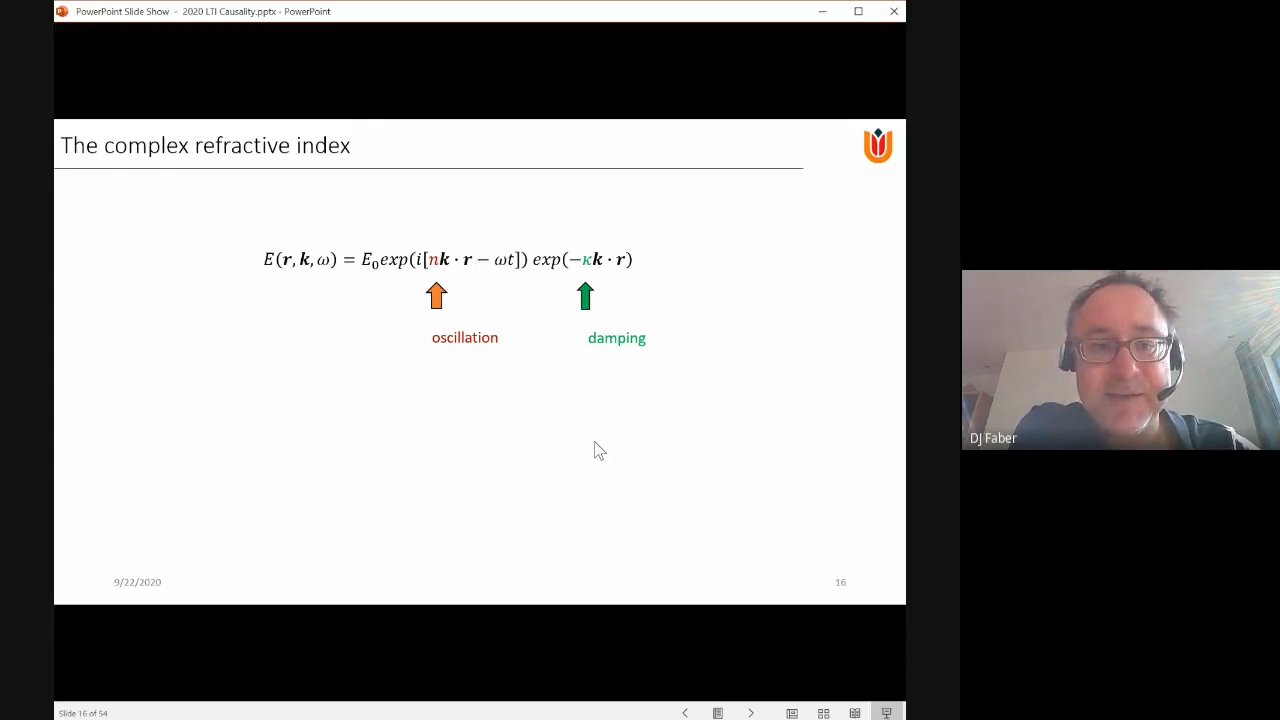 PowerPoint Slide Show - 2020 LTI Causality.pptx - PowerPoint
The complex refractive index
E(r, k, ω) = E₀exp(i[nk · r − ωt]) exp(−κk · r)
oscillation damping
DJ Faber
9/22/2020 16
Slide 16 of 54